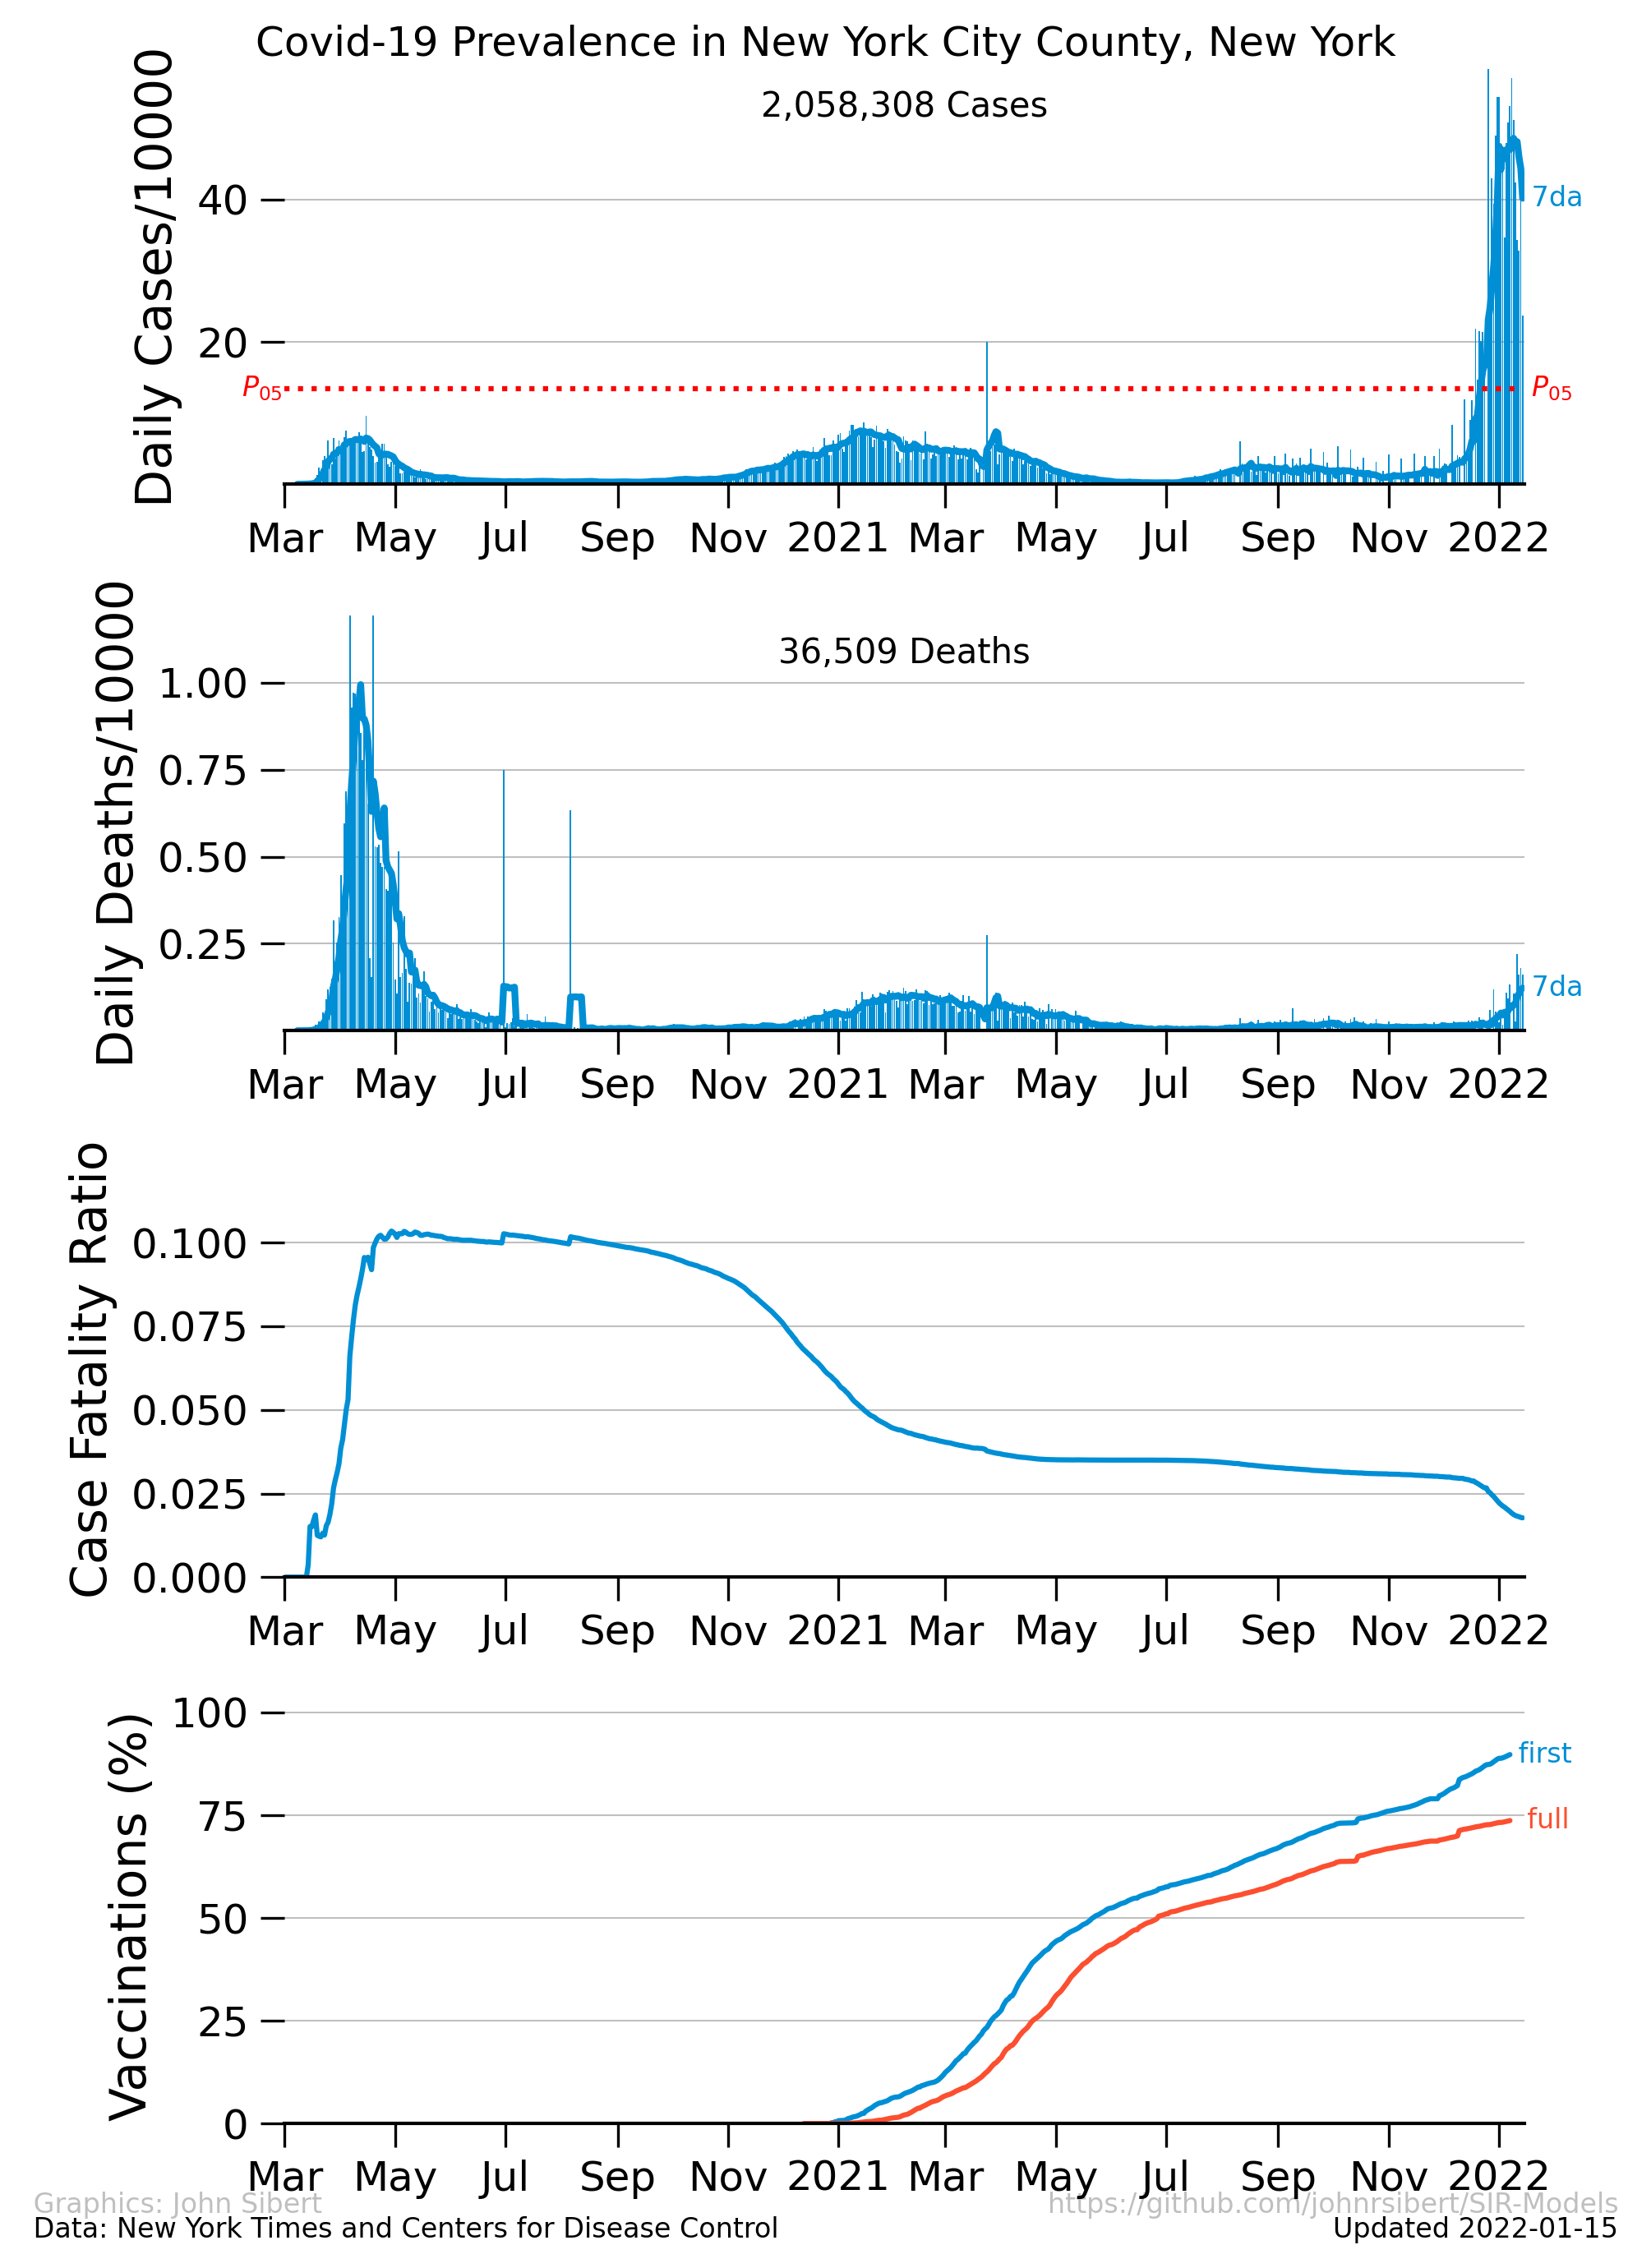 Covid-19 Prevalence in New York City County, New York
Daily Cases/10000
2,058,308 Cases
40
20
7da
P05
P05
Mar May Jul Sep Nov 2021 Mar May Jul Sep Nov 2022
Daily Deaths/10000
36,509 Deaths
1.00
0.75
0.50
0.25
7da
Mar May Jul Sep Nov 2021 Mar May Jul Sep Nov 2022
Case Fatality Ratio
0.100
0.075
0.050
0.025
0.000
Mar May Jul Sep Nov 2021 Mar May Jul Sep Nov 2022
Vaccinations (%)
100
75
50
25
0
first
full
Mar May Jul Sep Nov 2021 Mar May Jul Sep Nov 2022
Graphics: John Sibert https://github.com/johnrsibert/SIR-Models
Data: New York Times and Centers for Disease Control Updated 2022-01-15